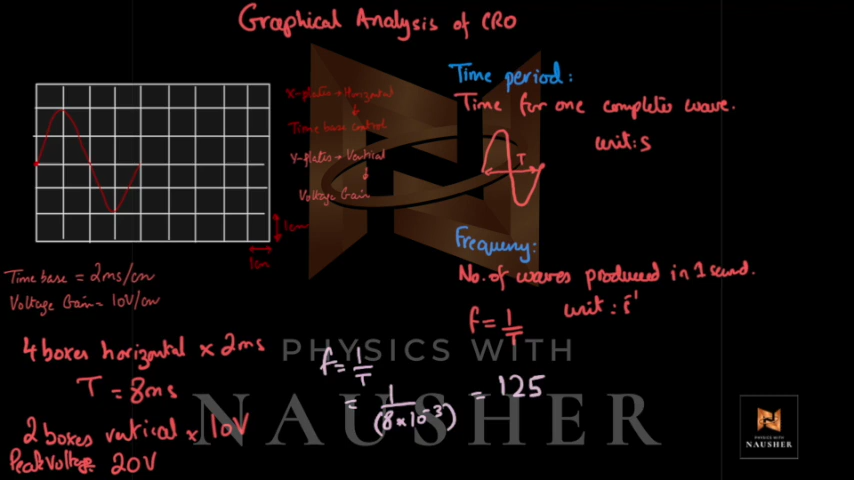 Graphical Analysis of CRO
X-plates → Horizontal
Time base control
Y-plates → Vertical
Voltage Gain
1cm
1cm
Time base = 2ms/cm
Voltage Gain = 10V/cm
4 boxes horizontal x 2ms
T = 8ms
2 boxes vertical x 10V
Peak Voltage = 20V
Time period:
Time for one complete wave.
unit: s
T
Frequency:
No. of waves produced in 1 second.
f = 1/T
unit: s⁻¹
f = 1/T
= 1/(8×10⁻³) = 125
PHYSICS WITH
NAUSHER
PHYSICS WITH
NAUSHER